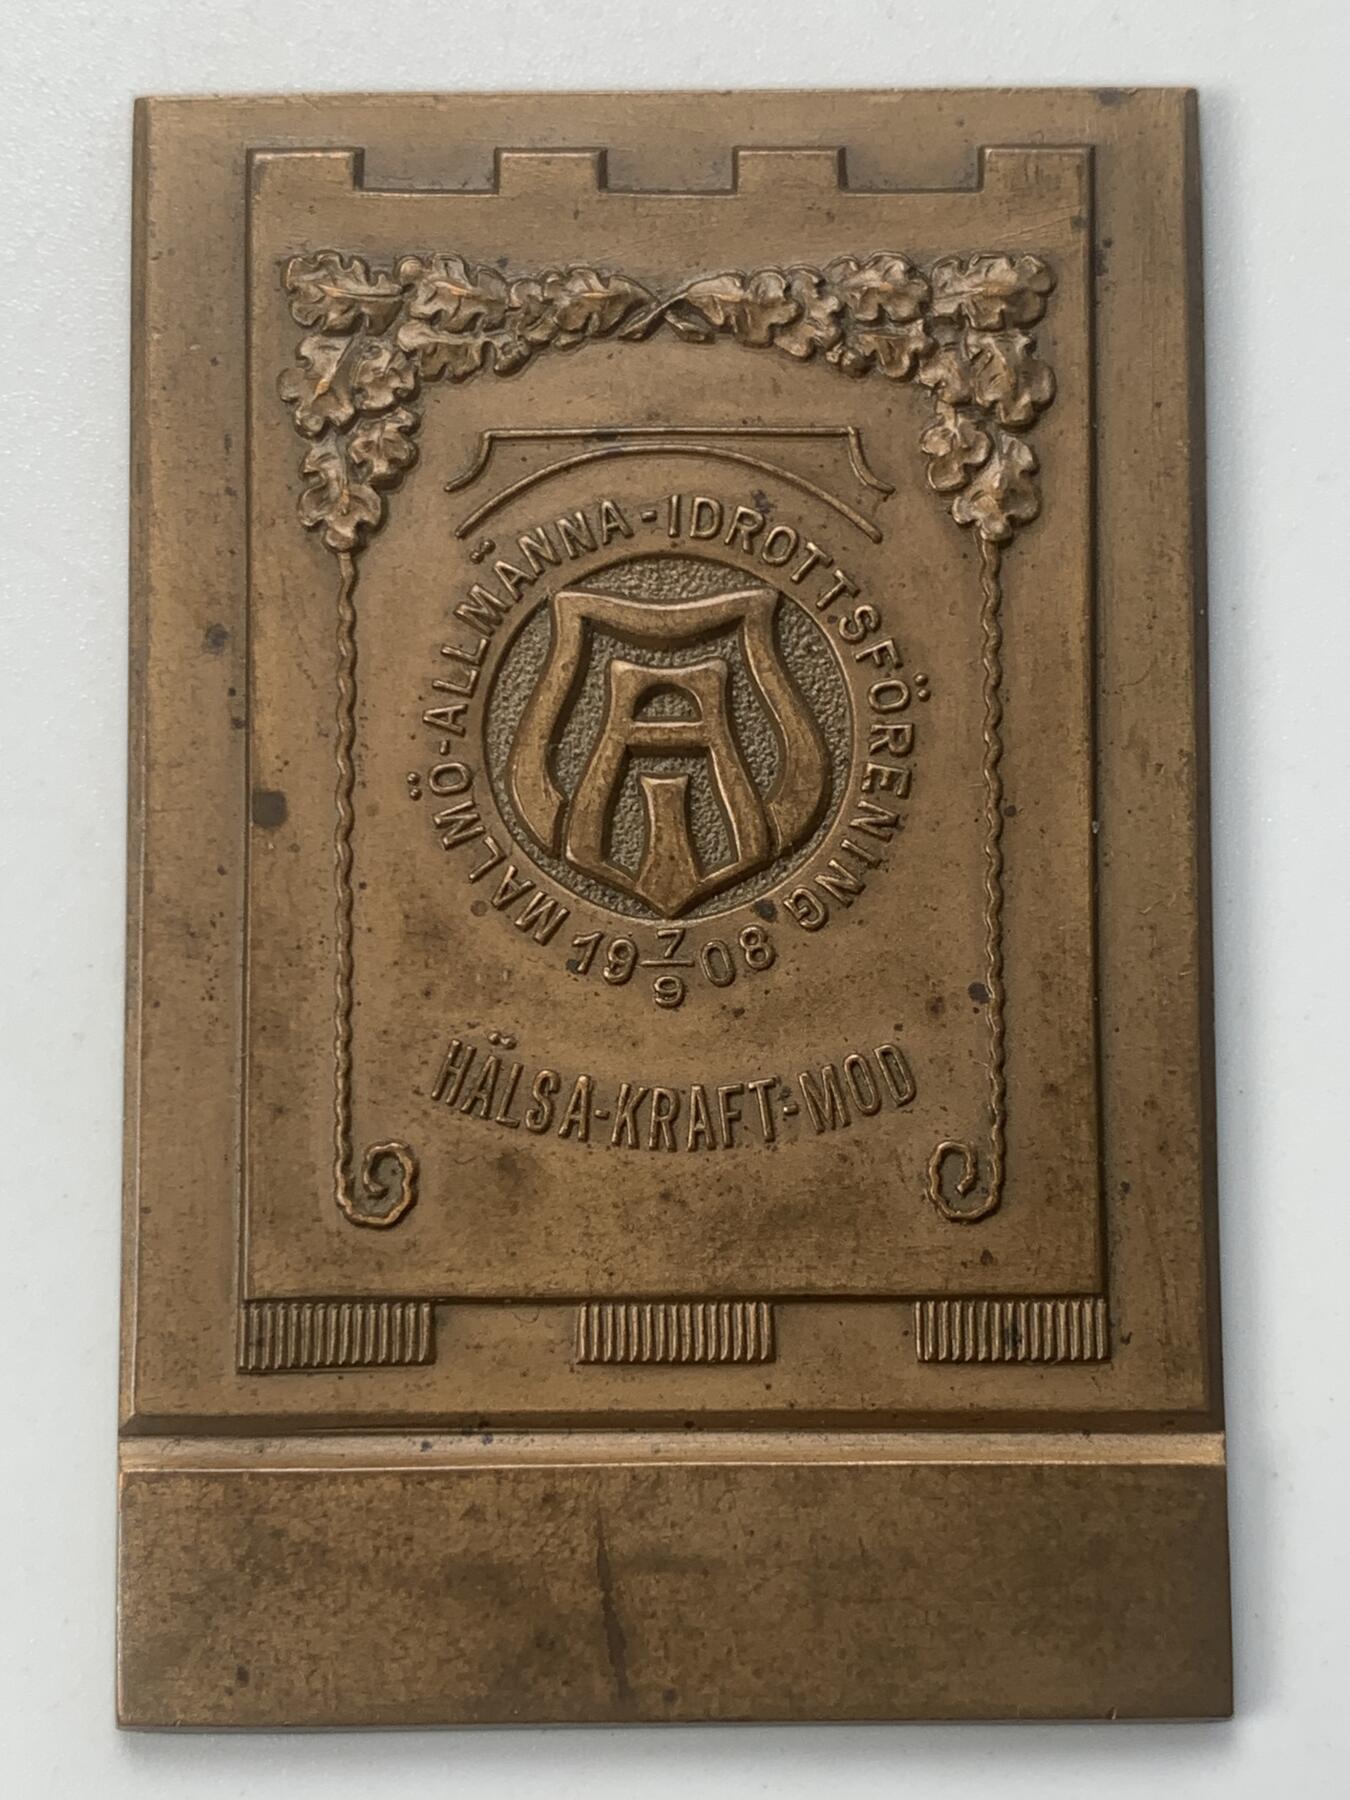 MALMÖ-ALLMÄNNA-IDROTTSFÖRENING
19 7/9 08
HÄLSA-KRAFT-MOD